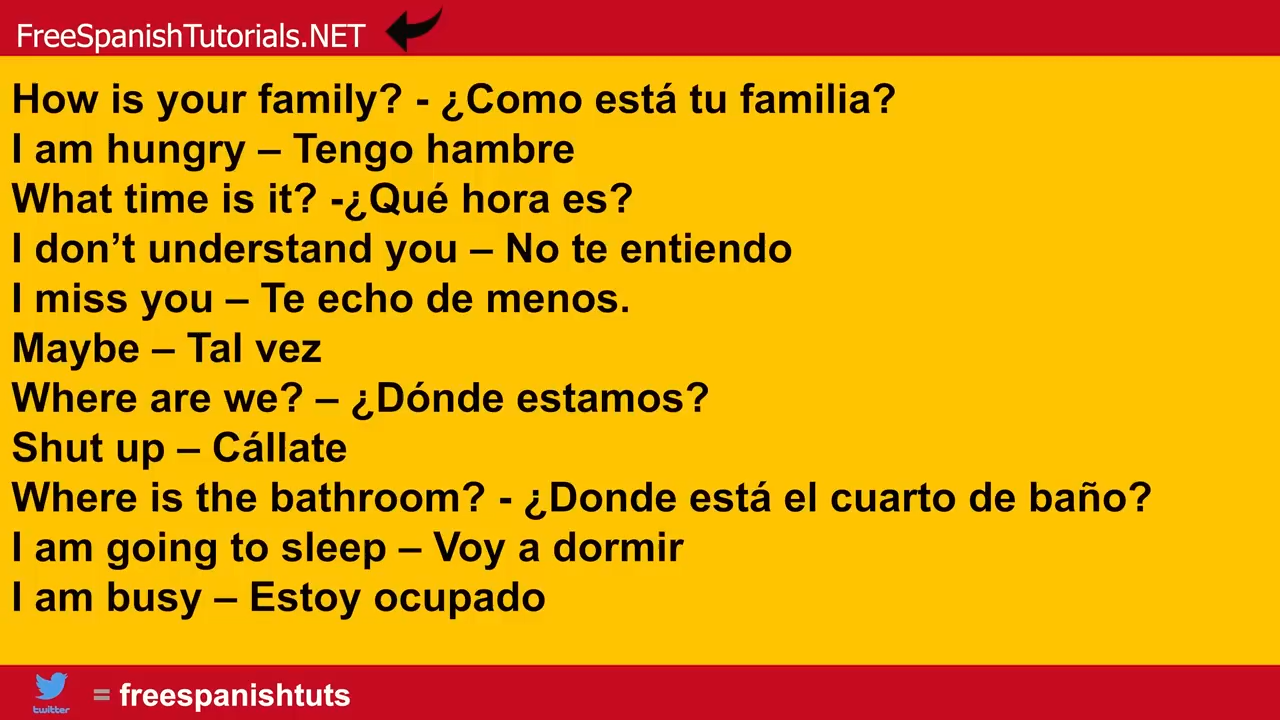 FreeSpanishTutorials.NET
How is your family? - ¿Como está tu familia?
I am hungry – Tengo hambre
What time is it? -¿Qué hora es?
I don’t understand you – No te entiendo
I miss you – Te echo de menos.
Maybe – Tal vez
Where are we? – ¿Dónde estamos?
Shut up – Cállate
Where is the bathroom? - ¿Donde está el cuarto de baño?
I am going to sleep – Voy a dormir
I am busy – Estoy ocupado
twitter = freespanishtuts